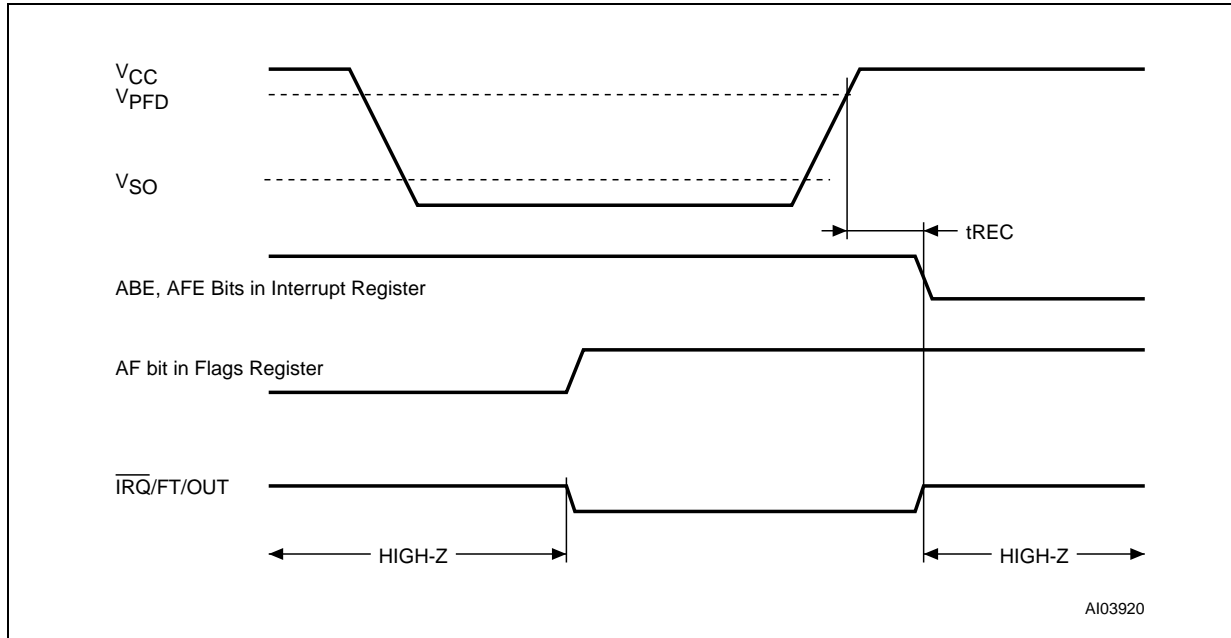 VCC
VPFD
VSO
tREC
ABE, AFE Bits in Interrupt Register
AF bit in Flags Register
I̅R̅Q̅/FT/OUT
HIGH-Z
HIGH-Z
AI03920